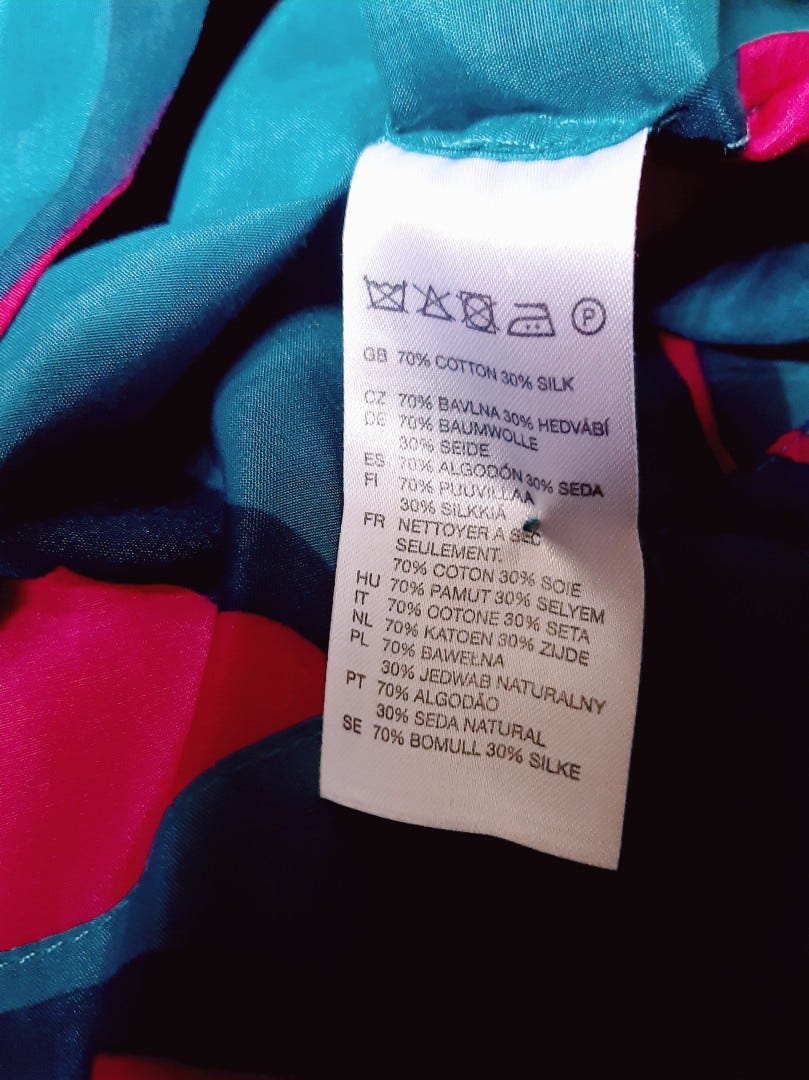 P
GB 70% COTTON 30% SILK
CZ 70% BAVLNA 30% HEDVÁBÍ
DE 70% BAUMWOLLE
30% SEIDE
ES 70% ALGODÓN 30% SEDA
FI 70% PUUVILLAA
30% SILKKIÄ
FR NETTOYER A SEC
SEULEMENT.
70% COTON 30% SOIE
HU 70% PAMUT 30% SELYEM
IT 70% OOTONE 30% SETA
NL 70% KATOEN 30% ZIJDE
PL 70% BAWEŁNA
30% JEDWAB NATURALNY
PT 70% ALGODÃO
30% SEDA NATURAL
SE 70% BOMULL 30% SILKE